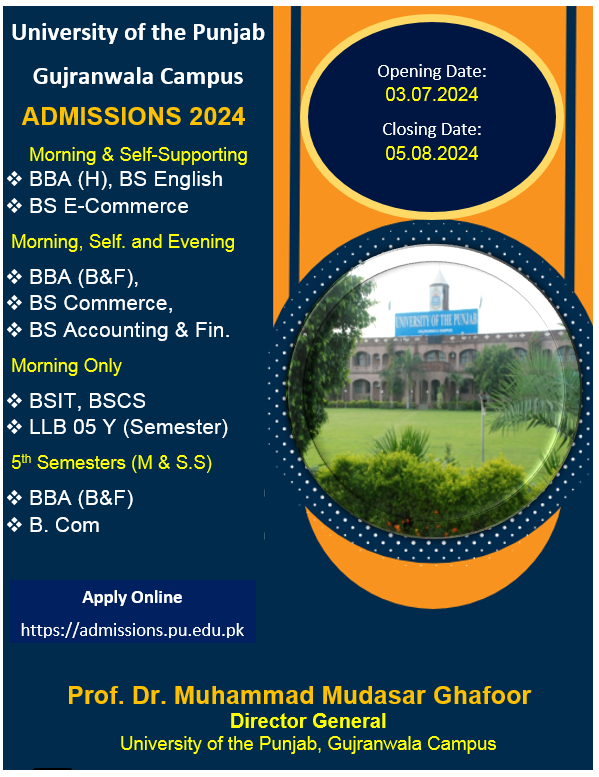 University of the Punjab
Gujranwala Campus
ADMISSIONS 2024
Morning & Self-Supporting
❖ BBA (H), BS English
❖ BS E-Commerce
Morning, Self. and Evening
❖ BBA (B&F),
❖ BS Commerce,
❖ BS Accounting & Fin.
Morning Only
❖ BSIT, BSCS
❖ LLB 05 Y (Semester)
5th Semesters (M & S.S)
❖ BBA (B&F)
❖ B. Com
Apply Online
https://admissions.pu.edu.pk
Opening Date:
03.07.2024
Closing Date:
05.08.2024
UNIVERSITY OF THE PUNJAB
GUJRANWALA CAMPUS
Prof. Dr. Muhammad Mudasar Ghafoor
Director General
University of the Punjab, Gujranwala Campus